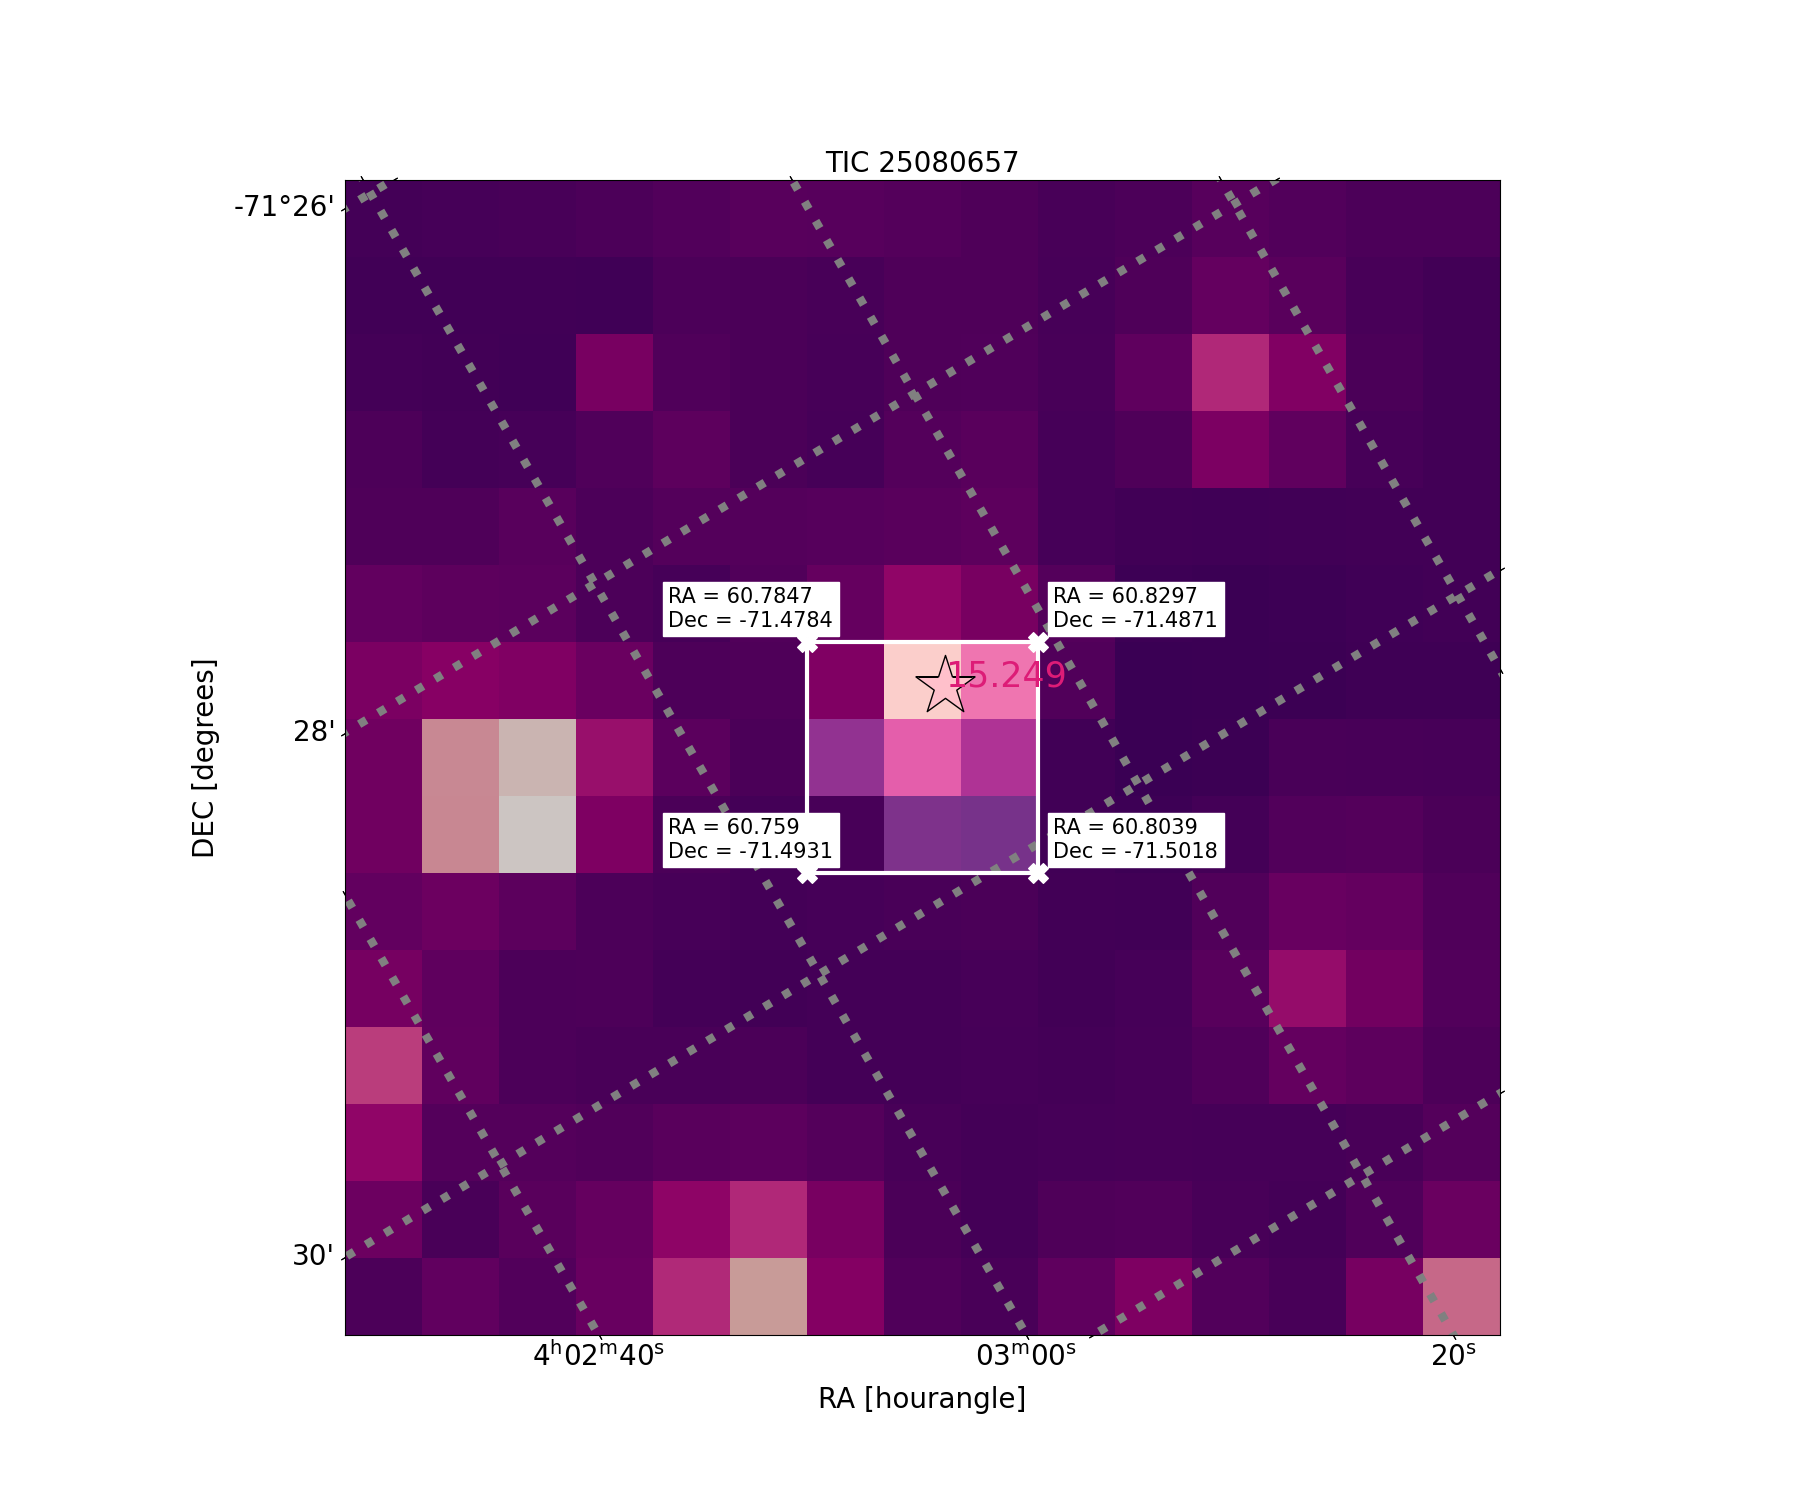 TIC 25080657
-71°26'
RA = 60.7847
Dec = -71.4784
RA = 60.8297
Dec = -71.4871
15.249
28'
DEC [degrees]
RA = 60.759
Dec = -71.4931
RA = 60.8039
Dec = -71.5018
30'
4ʰ02ᵐ40ˢ
03ᵐ00ˢ
20ˢ
RA [hourangle]